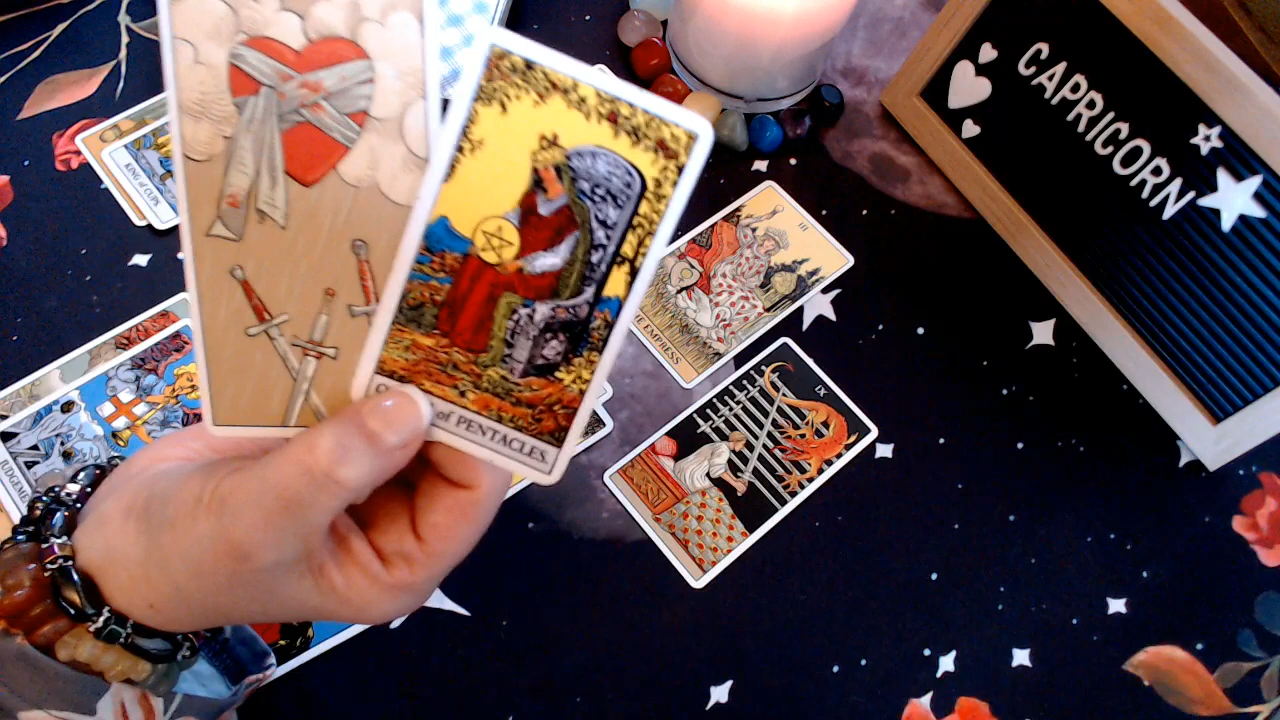 CAPRICORN
KING of CUPS.
III
EMPRESS
IX
of PENTACLES.